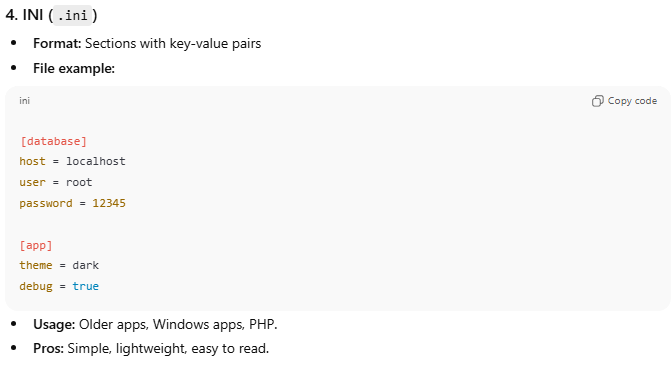 4. INI (.ini)
• Format: Sections with key-value pairs
• File example:
ini
Copy code
[database]
host = localhost
user = root
password = 12345
[app]
theme = dark
debug = true
• Usage: Older apps, Windows apps, PHP.
• Pros: Simple, lightweight, easy to read.